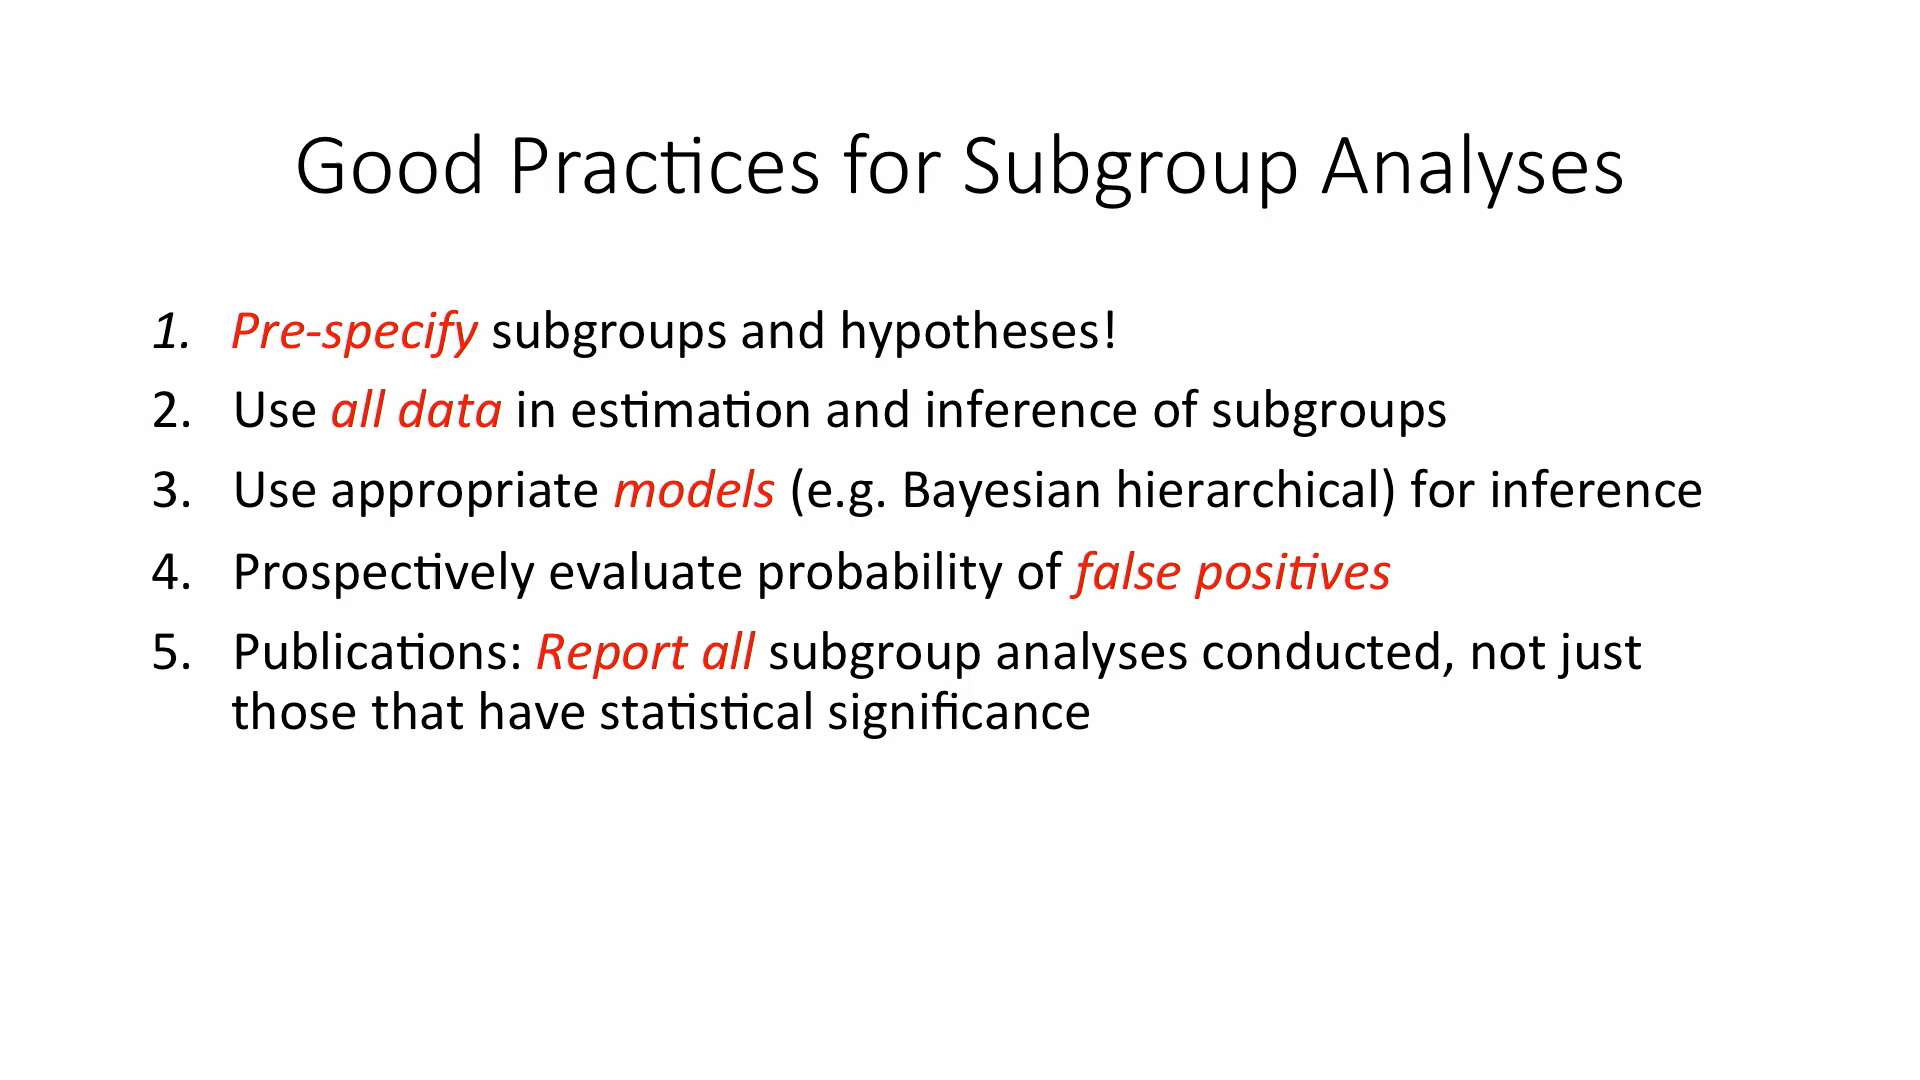 Good Practices for Subgroup Analyses
1. Pre-specify subgroups and hypotheses!
2. Use all data in estimation and inference of subgroups
3. Use appropriate models (e.g. Bayesian hierarchical) for inference
4. Prospectively evaluate probability of false positives
5. Publications: Report all subgroup analyses conducted, not just
those that have statistical significance